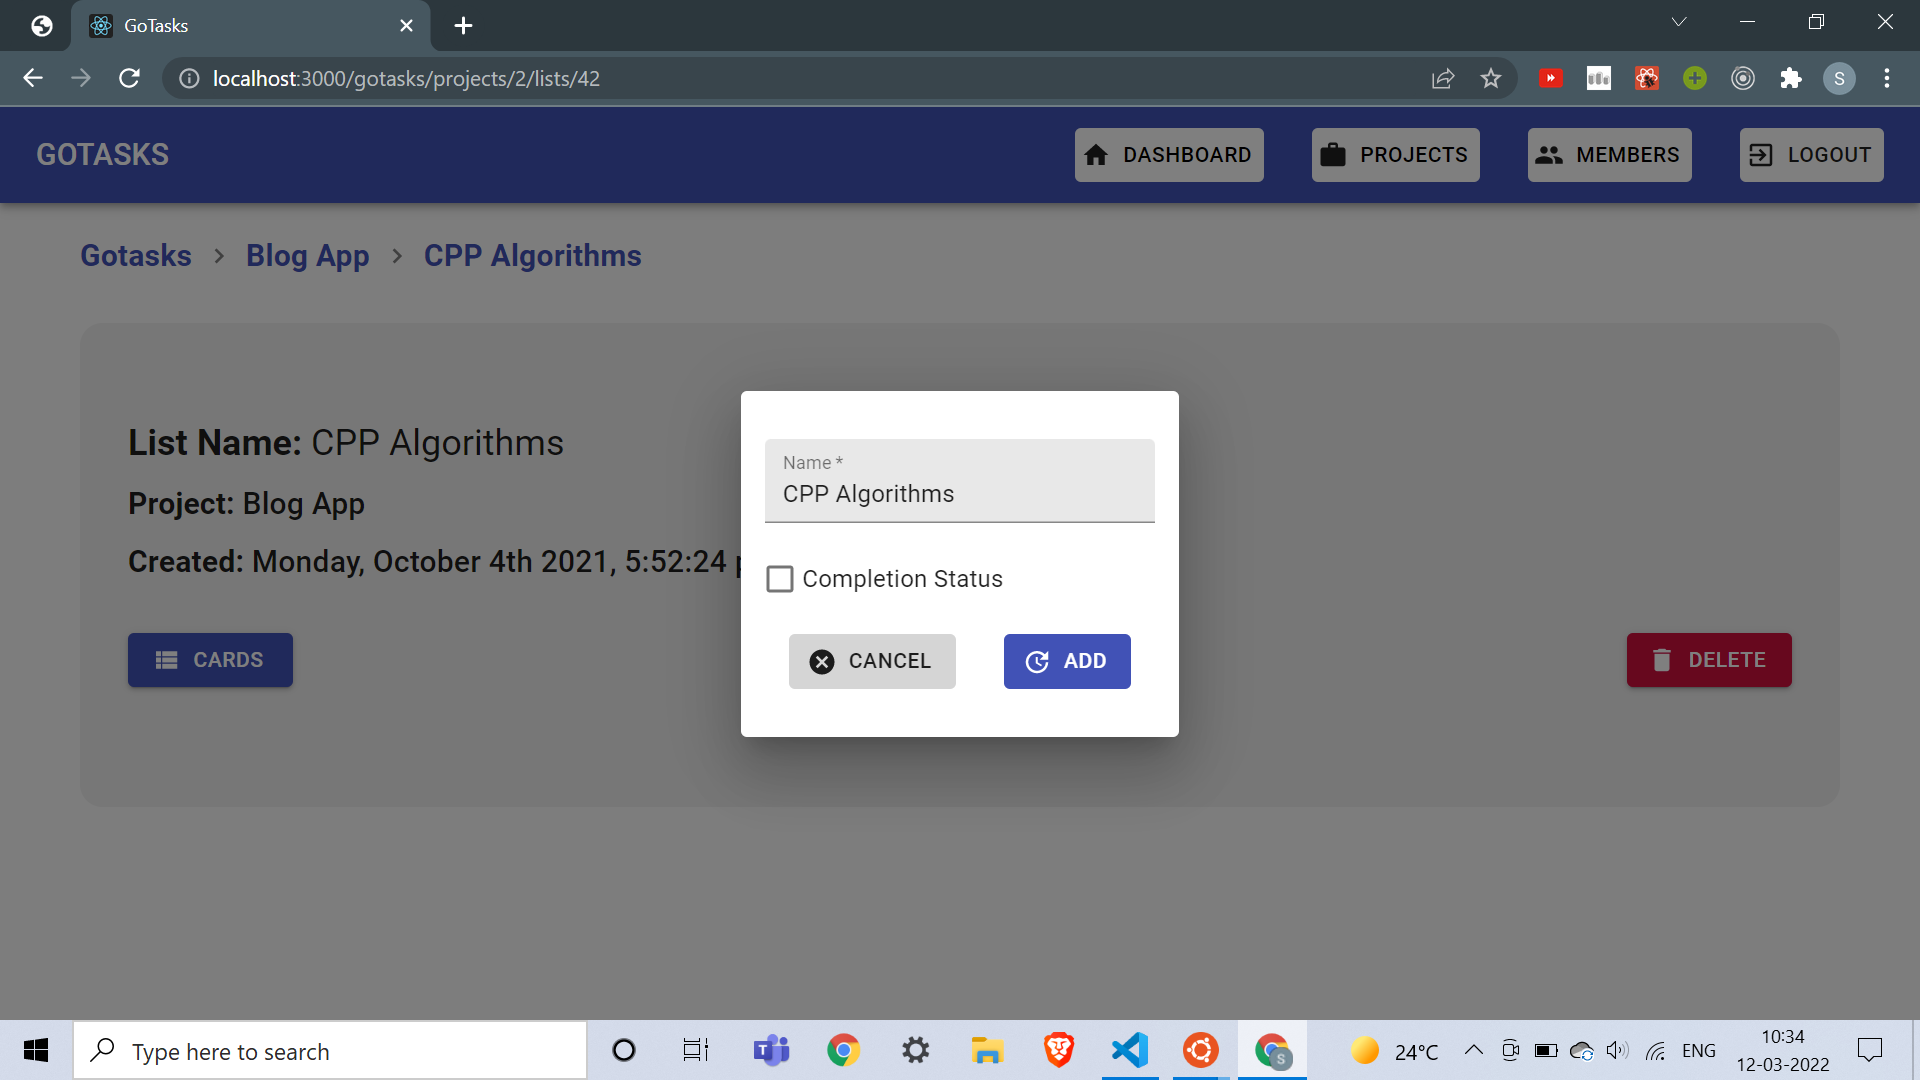 GoTasks
localhost:3000/gotasks/projects/2/lists/42
S
GOTASKS
DASHBOARD
PROJECTS
MEMBERS
LOGOUT
Gotasks > Blog App > CPP Algorithms
List Name: CPP Algorithms
Project: Blog App
Created: Monday, October 4th 2021, 5:52:24
Name *
CPP Algorithms
Completion Status
CANCEL
ADD
CARDS
DELETE
Type here to search
T
S
24°C
ENG
10:34
12-03-2022